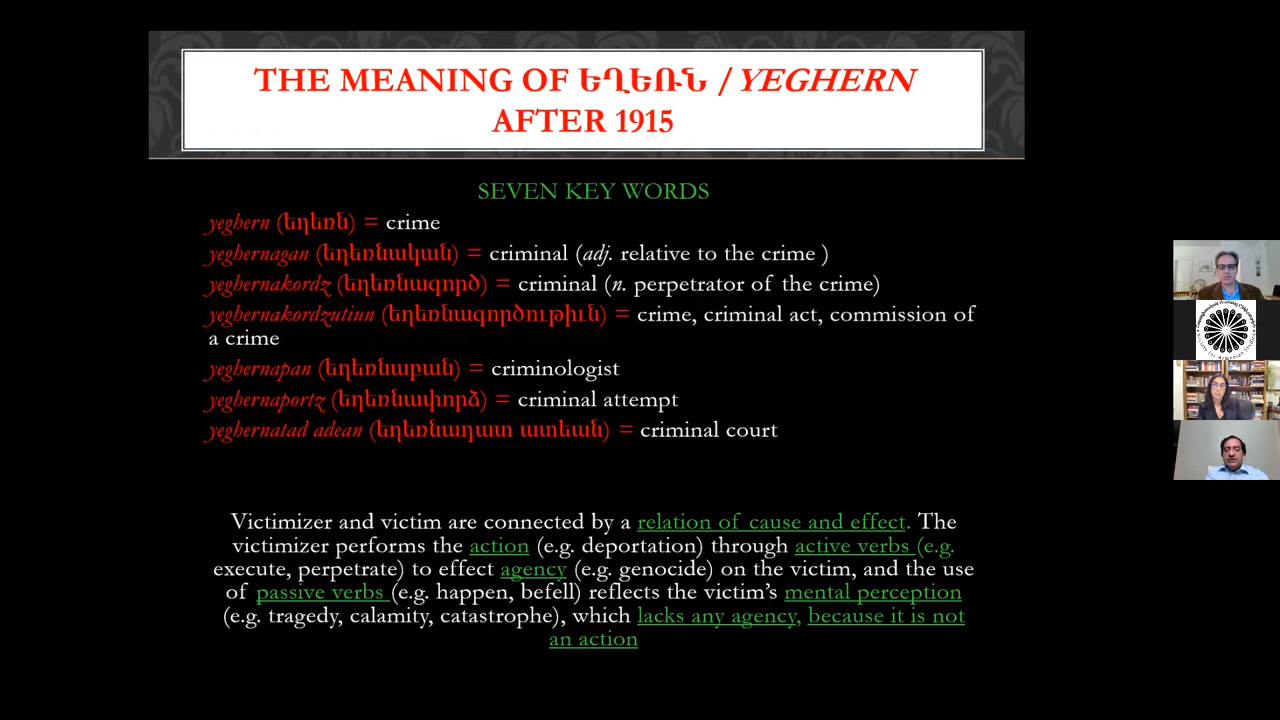 THE MEANING OF ԵՂԵՌՆ / YEGHERN
AFTER 1915
SEVEN KEY WORDS
yeghern (եղեռն) = crime
yeghernagan (եղեռնական) = criminal (adj. relative to the crime )
yeghernakordz (եղեռնագործ) = criminal (n. perpetrator of the crime)
yeghernakordzutiun (եղեռնագործութիւն) = crime, criminal act, commission of
a crime
yeghernapan (եղեռնաբան) = criminologist
yeghernaportz (եղեռնափորձ) = criminal attempt
yeghernatad adean (եղեռնադատ ատեան) = criminal court
Victimizer and victim are connected by a relation of cause and effect. The
victimizer performs the action (e.g. deportation) through active verbs (e.g.
execute, perpetrate) to effect agency (e.g. genocide) on the victim, and the use
of passive verbs (e.g. happen, befell) reflects the victim's mental perception
(e.g. tragedy, calamity, catastrophe), which lacks any agency, because it is not
an action